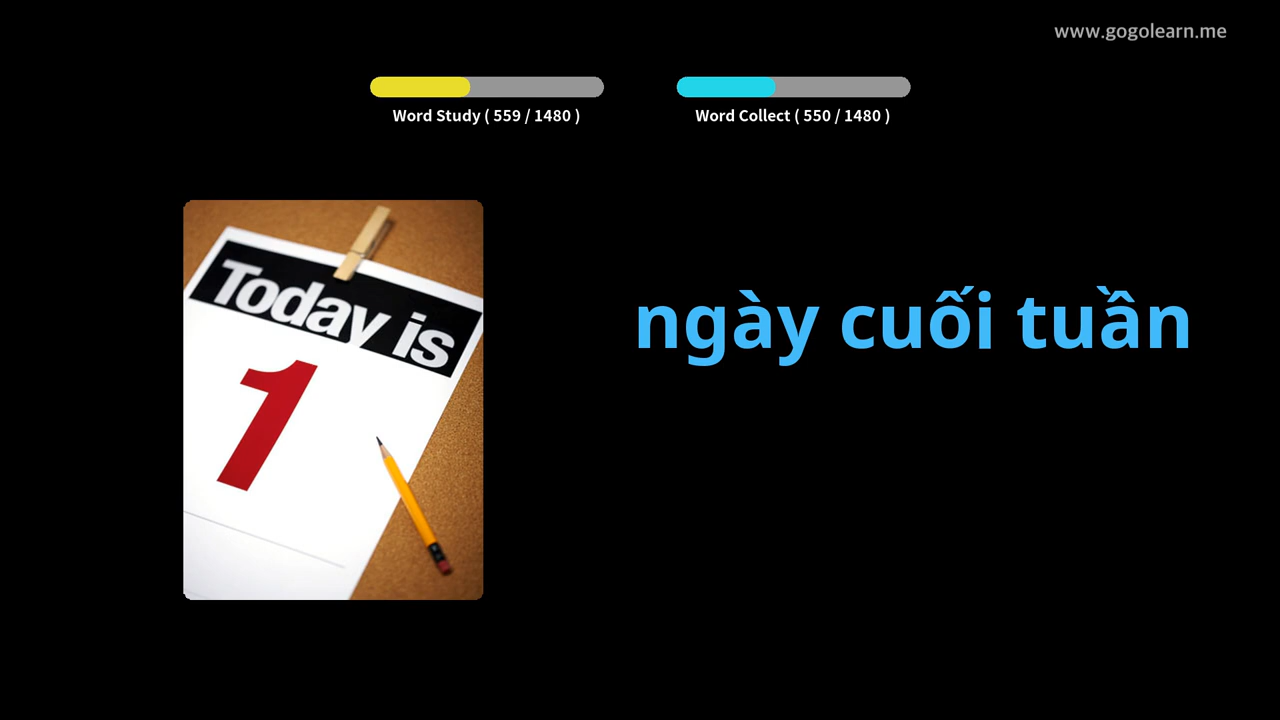 www.gogolearn.me
Word Study ( 559 / 1480 )
Word Collect ( 550 / 1480 )
Today is
1
ngày cuối tuần